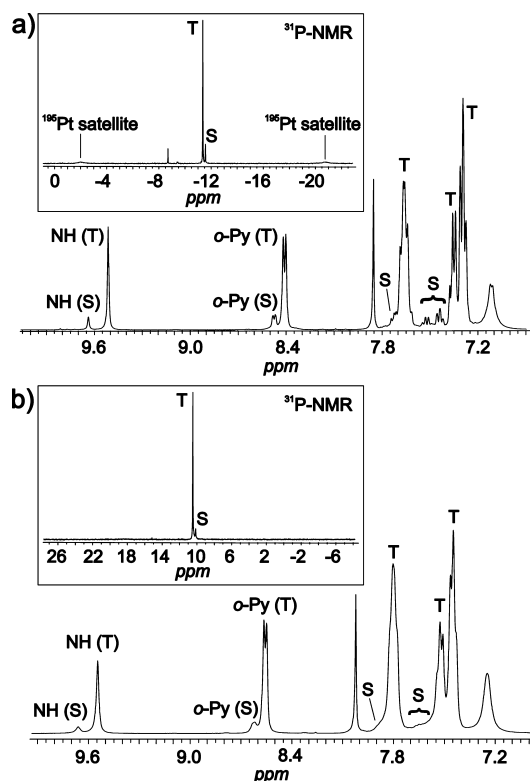 a)
T
³¹P-NMR
¹⁹⁵Pt satellite
S
¹⁹⁵Pt satellite
0 -4 -8 -12 -16 -20
ppm
T
T
T
NH (T)
o-Py (T)
NH (S)
o-Py (S)
S
S
9.6 9.0 8.4 7.8 7.2
ppm
b)
T
³¹P-NMR
S
26 22 18 14 10 6 2 -2 -6
ppm
T
T
T
o-Py (T)
NH (T)
NH (S)
o-Py (S)
S
S
9.6 9.0 8.4 7.8 7.2
ppm